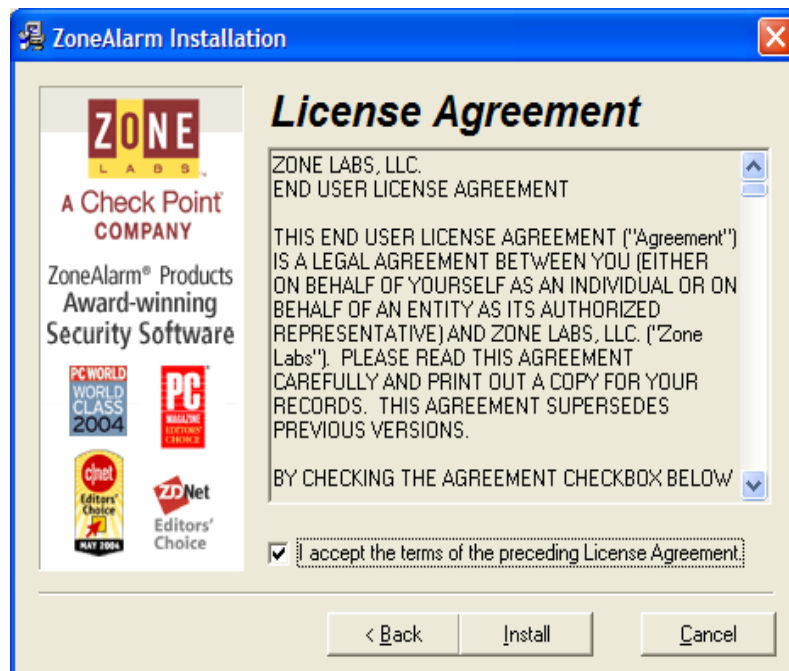 ZoneAlarm Installation
ZONE
LABS
A Check Point
COMPANY
ZoneAlarm® Products
Award-winning
Security Software
PC WORLD
WORLD
CLASS
2004
PC
MAGAZINE
EDITORS'
CHOICE
c|net
Editors'
Choice
MAY 2004
ZDNet
Editors'
Choice
License Agreement
ZONE LABS, LLC.
END USER LICENSE AGREEMENT
THIS END USER LICENSE AGREEMENT ("Agreement")
IS A LEGAL AGREEMENT BETWEEN YOU (EITHER
ON BEHALF OF YOURSELF AS AN INDIVIDUAL OR ON
BEHALF OF AN ENTITY AS ITS AUTHORIZED
REPRESENTATIVE) AND ZONE LABS, LLC. ("Zone
Labs"). PLEASE READ THIS AGREEMENT
CAREFULLY AND PRINT OUT A COPY FOR YOUR
RECORDS. THIS AGREEMENT SUPERSEDES
PREVIOUS VERSIONS.
BY CHECKING THE AGREEMENT CHECKBOX BELOW
I accept the terms of the preceding License Agreement.
< Back
Install
Cancel